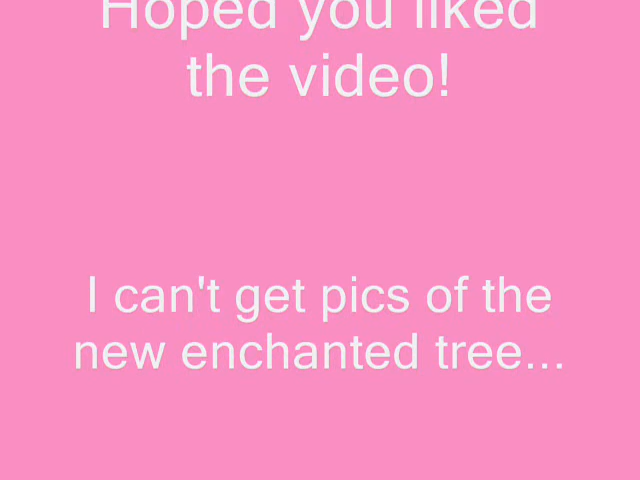 Hoped you liked
the video!
I can't get pics of the
new enchanted tree...